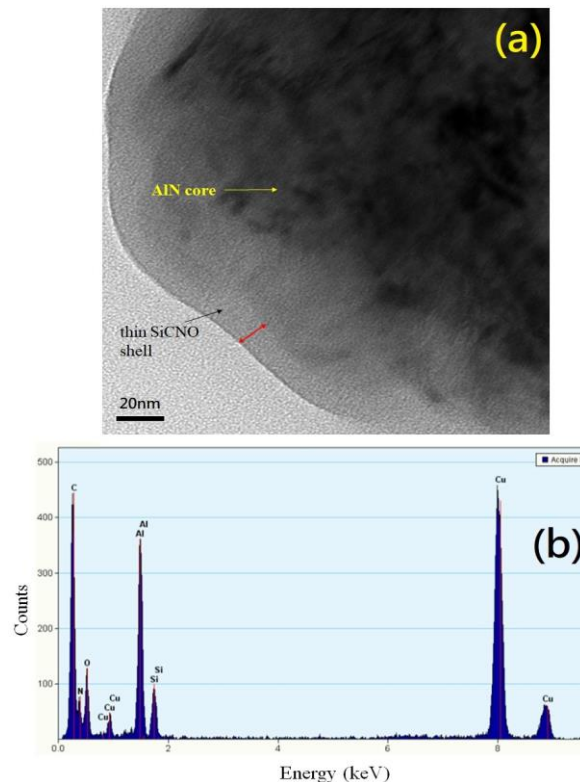 (a)
AlN core
thin SiCNO
shell
20nm
500
Acquire
C
Cu
400
Al
Al
(b)
300
Counts
200
O
Si
Si
100
N
Cu
Cu
Cu
Cu
0.0
2
4
6
8
Energy (keV)